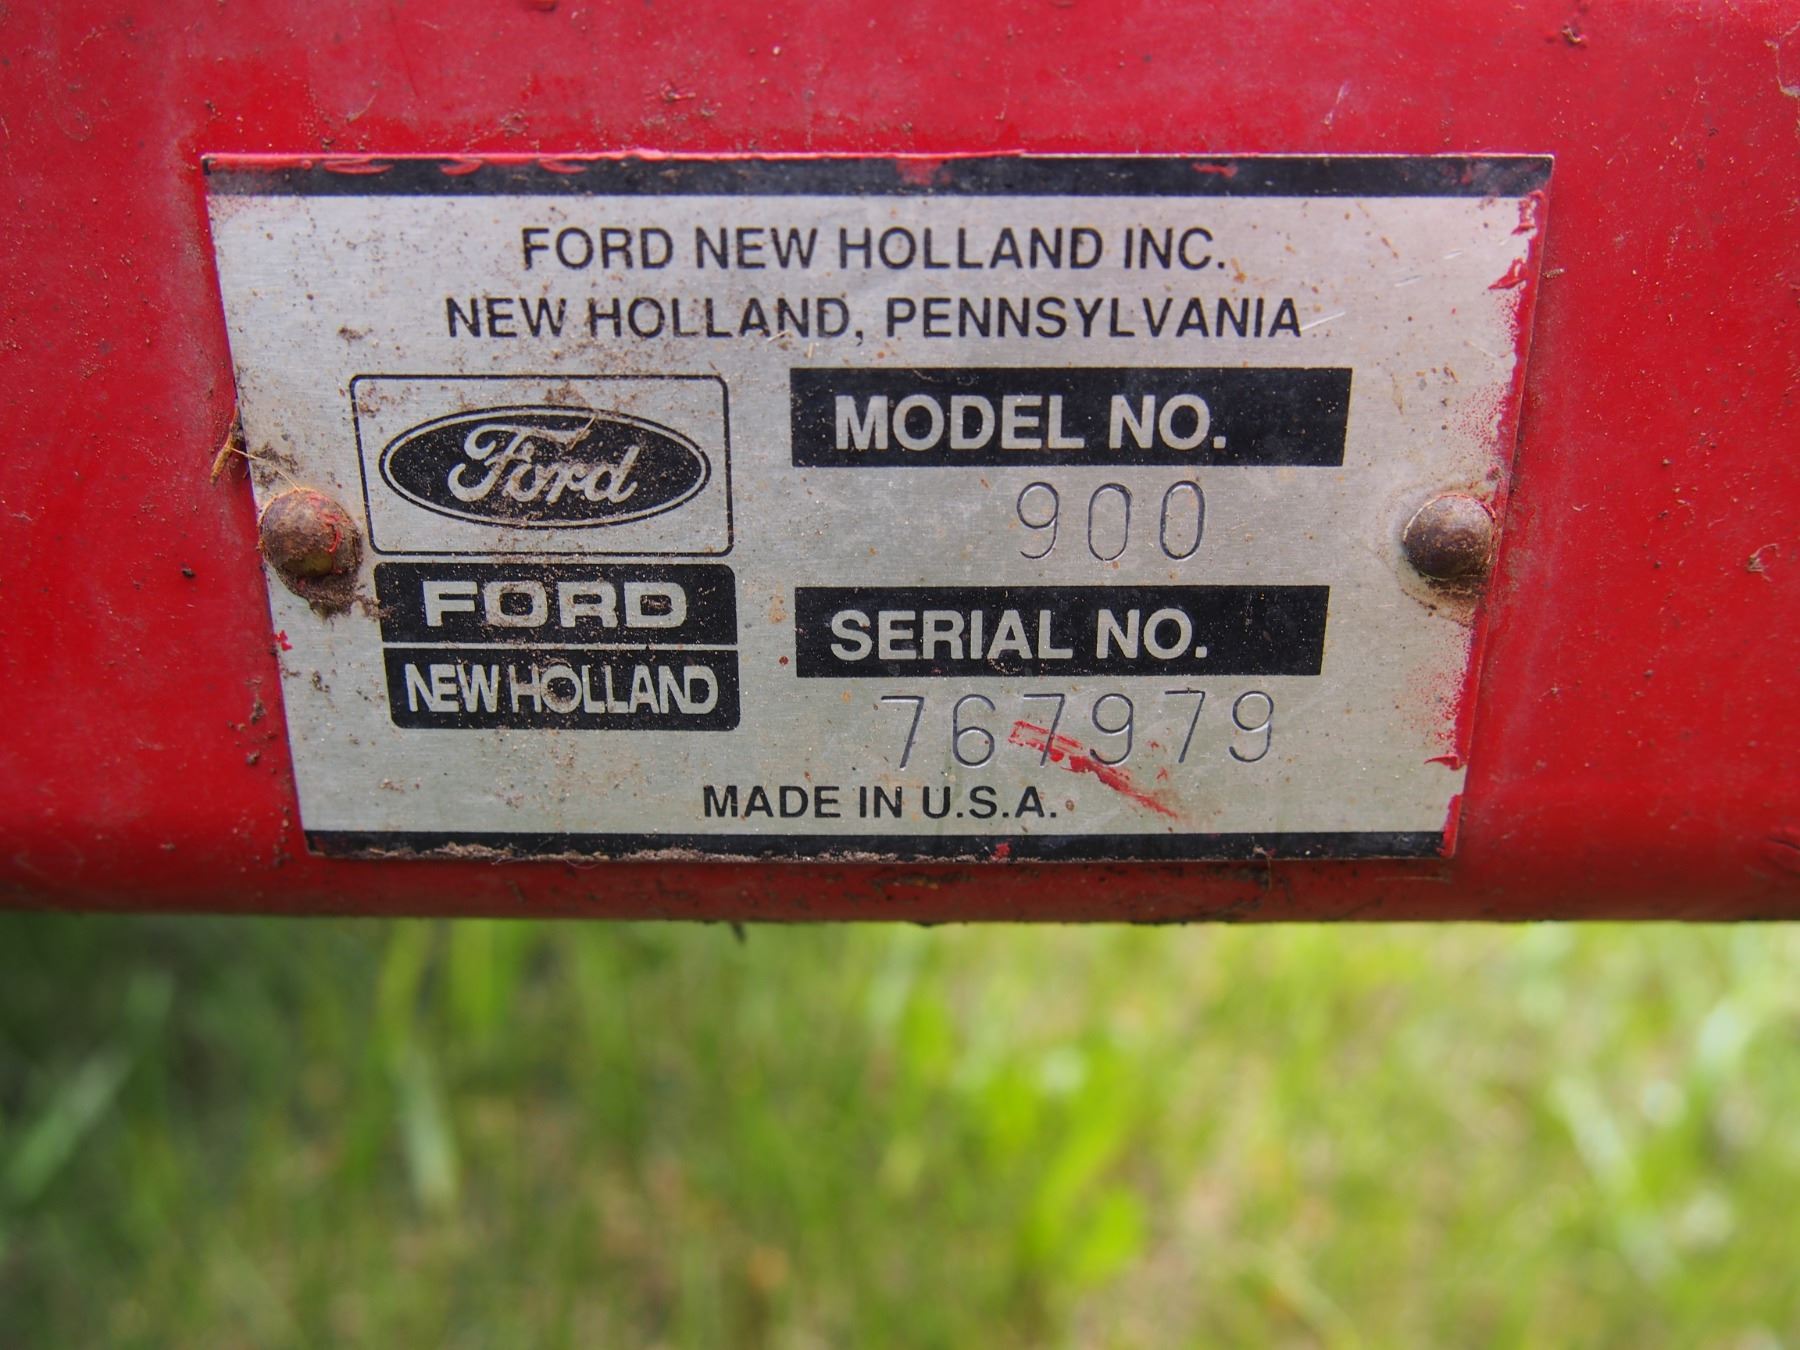 FORD NEW HOLLAND INC.
NEW HOLLAND, PENNSYLVANIA
Ford
FORD
NEW HOLLAND
MODEL NO.
900
SERIAL NO.
767979
MADE IN U.S.A.